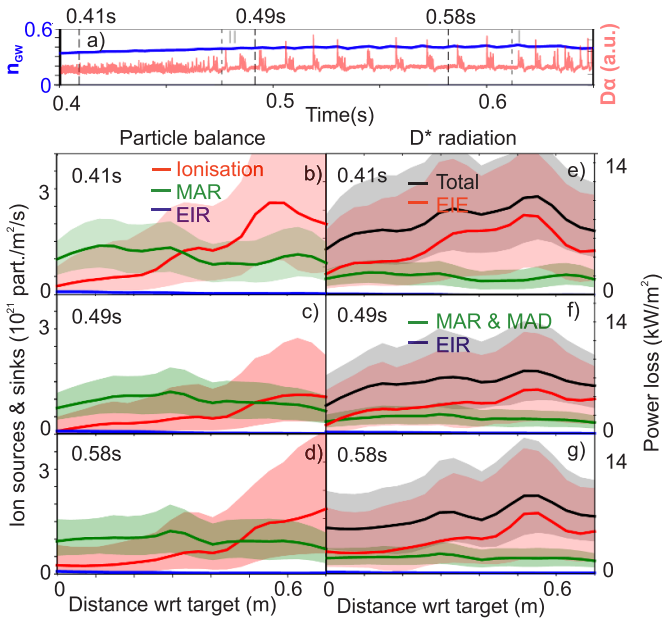 0.41s 0.49s 0.58s
0.6
a)
nGW
0
Dα (a.u.)
0.4 0.5 0.6
Time(s)
Particle balance D* radiation
0.41s Ionisation b)
MAR
EIR
3
0
0.41s Total e)
EIE
14
0
0.49s c)
3
0
0.49s f)
MAR & MAD
EIR
14
0
0.58s d)
3
0
0.58s g)
14
0
Ion sources & sinks (10²¹ part./m²/s)
Power loss (kW/m²)
0 0.6 0.6
Distance wrt target (m) Distance wrt target (m)